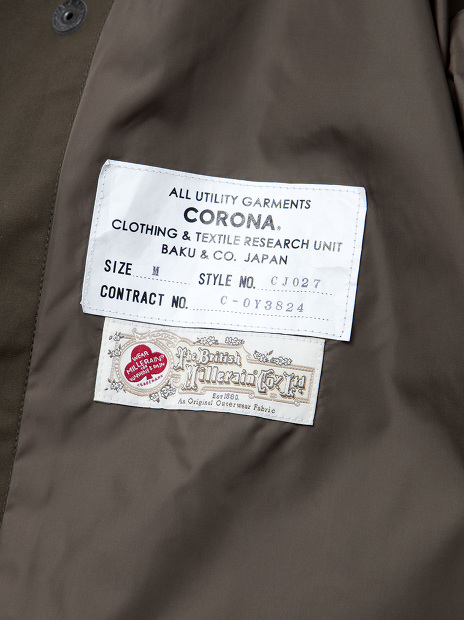 ALL UTILITY GARMENTS
CORONA®
CLOTHING & TEXTILE RESEARCH UNIT
BAKU & CO. JAPAN
SIZE M STYLE NO. CJ027
CONTRACT NO. C-0Y3824
WEAR
MILLERAIN
The British
Millerain Co. Ltd
Est 1880.
An Original Outerwear Fabric